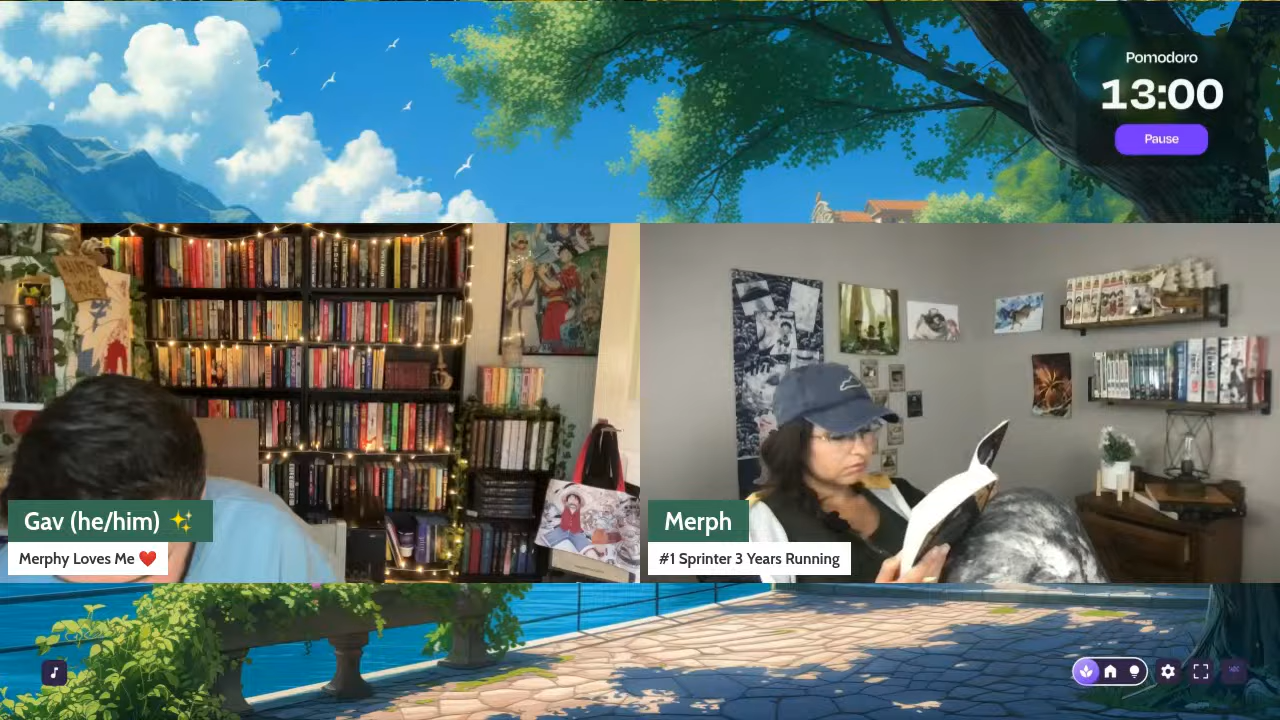 Pomodoro
13:00
Pause
Gav (he/him) ✨
Merphy Loves Me ❤️
Merph
#1 Sprinter 3 Years Running